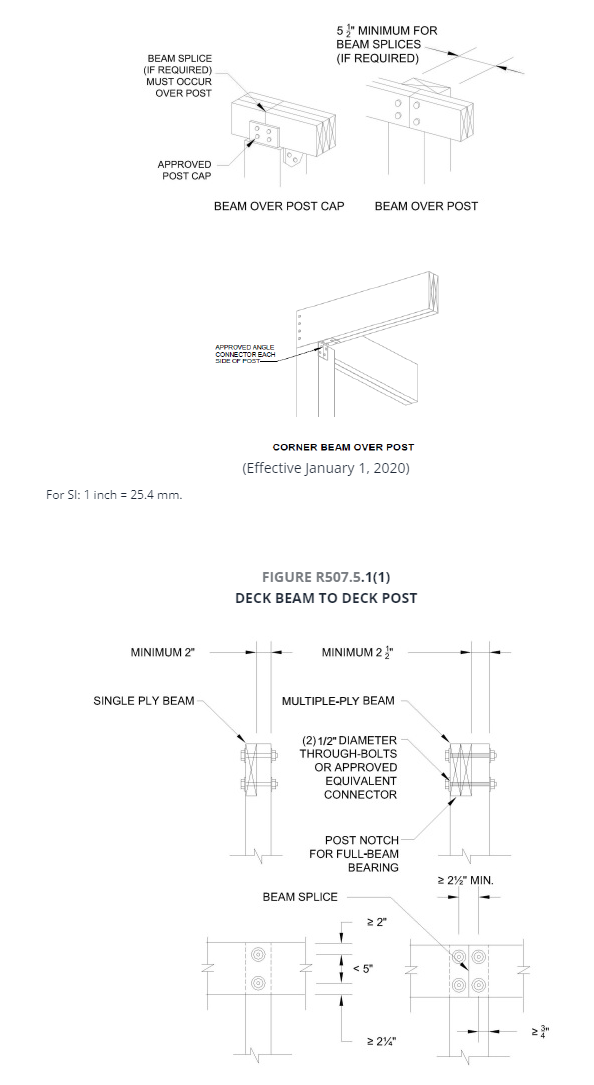 5 ½" MINIMUM FOR
BEAM SPLICES
(IF REQUIRED)
BEAM SPLICE
(IF REQUIRED)
MUST OCCUR
OVER POST
APPROVED
POST CAP
BEAM OVER POST CAP
BEAM OVER POST
APPROVED ANGLE
CONNECTOR EACH
SIDE OF POST
CORNER BEAM OVER POST
(Effective January 1, 2020)
For SI: 1 inch = 25.4 mm.
FIGURE R507.5.1(1)
DECK BEAM TO DECK POST
MINIMUM 2"
MINIMUM 2 ½"
SINGLE PLY BEAM
MULTIPLE-PLY BEAM
(2) 1/2" DIAMETER
THROUGH-BOLTS
OR APPROVED
EQUIVALENT
CONNECTOR
POST NOTCH
FOR FULL-BEAM
BEARING
≥ 2½" MIN.
BEAM SPLICE
≥ 2"
< 5"
≥ 2¼"
≥ ¾"